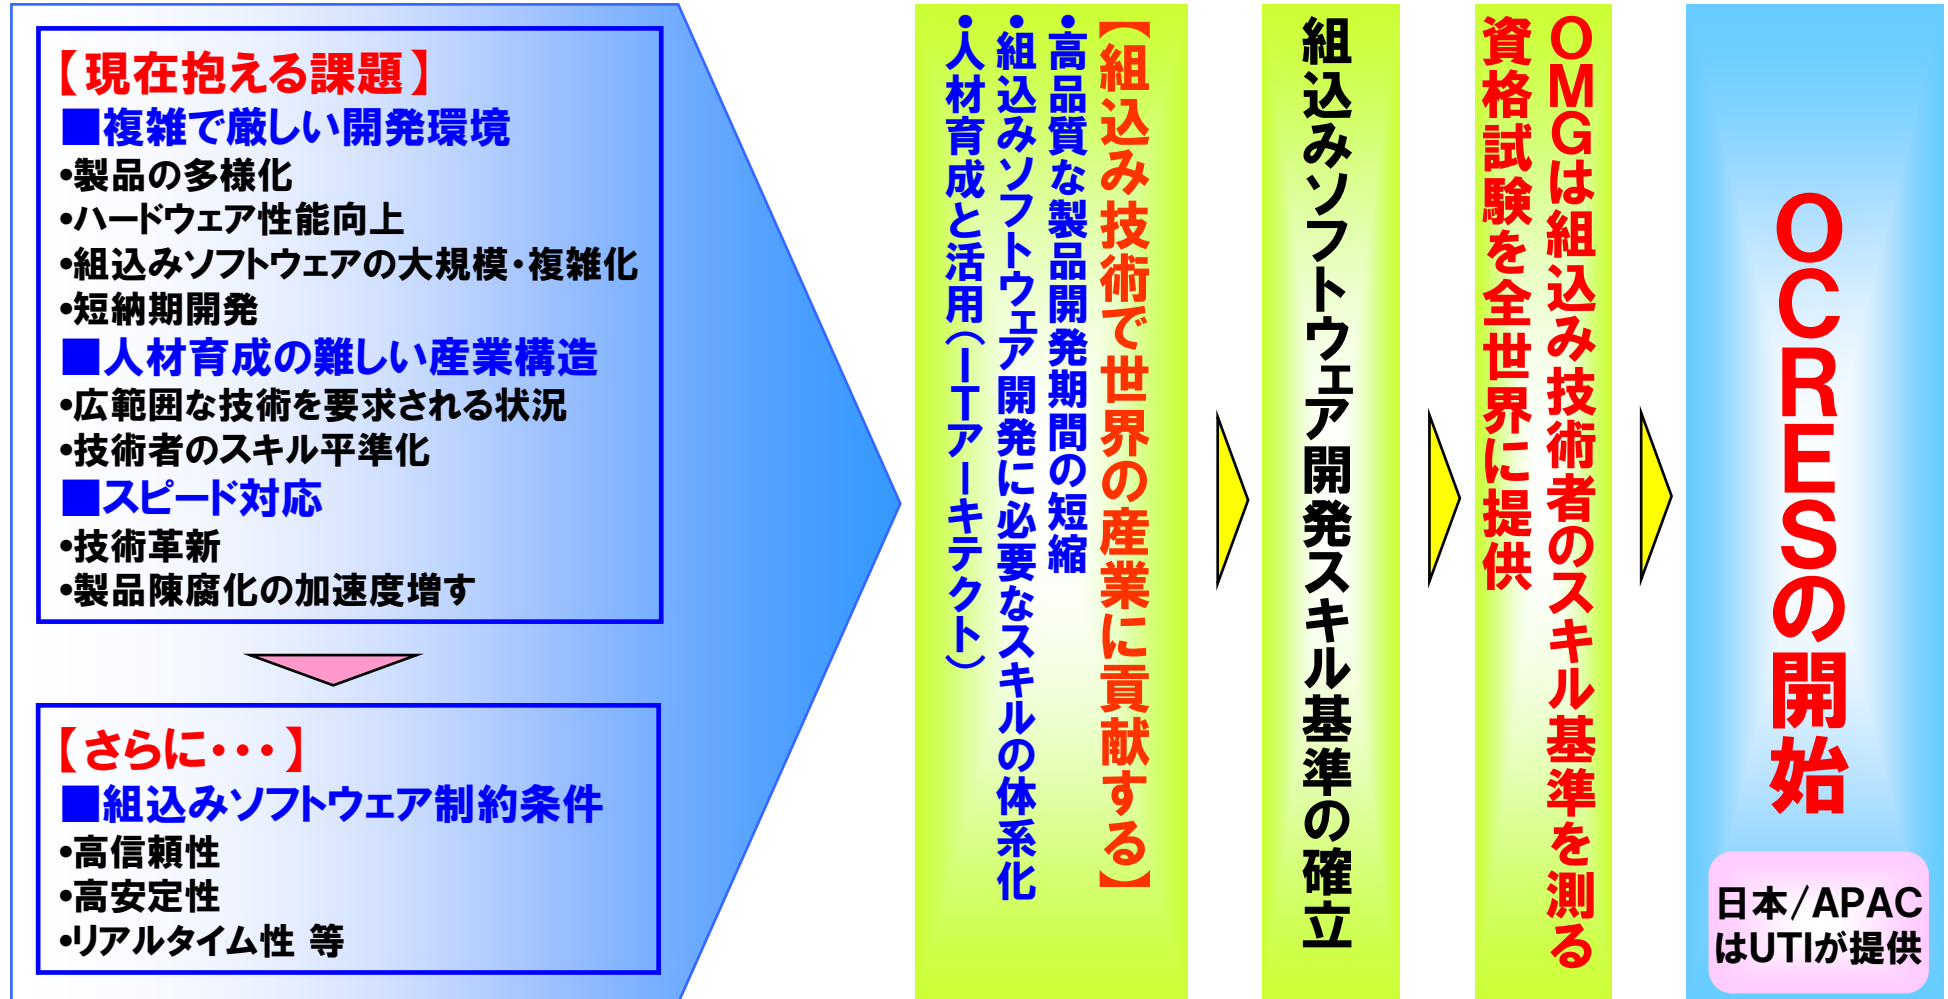 【現在抱える課題】
■複雑で厳しい開発環境
•製品の多様化
•ハードウェア性能向上
•組込みソフトウェアの大規模・複雑化
•短納期開発
■人材育成の難しい産業構造
•広範囲な技術を要求される状況
•技術者のスキル平準化
■スピード対応
•技術革新
•製品陳腐化の加速度増す
【さらに・・・】
■組込みソフトウェア制約条件
•高信頼性
•高安定性
•リアルタイム性 等
【組込み技術で世界の産業に貢献する】
・高品質な製品開発期間の短縮
・組込みソフトウェア開発に必要なスキルの体系化
・人材育成と活用(ITアーキテクト)
組込みソフトウェア開発スキル基準の確立
OMGは組込み技術者のスキル基準を測る
資格試験を全世界に提供
OCRESの開始
日本/APAC
はUTIが提供